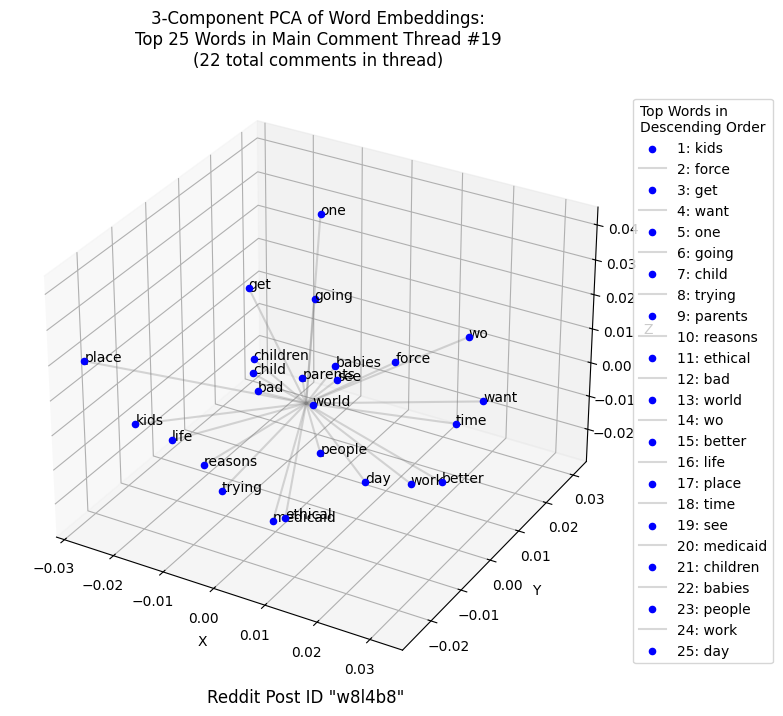 3-Component PCA of Word Embeddings:
Top 25 Words in Main Comment Thread #19
(22 total comments in thread)
Top Words in
Descending Order
1: kids
2: force
3: get
4: want
5: one
6: going
7: child
8: trying
9: parents
10: reasons
11: ethical
12: bad
13: world
14: wo
15: better
16: life
17: place
18: time
19: see
20: medicaid
21: children
22: babies
23: people
24: work
25: day
one
get
going
wo
place
children
child
babies
force
parents
see
bad
world
want
kids
time
life
people
reasons
trying
day
work
better
ethical
medicaid
0.04
0.03
0.02
0.01
0.00
−0.01
−0.02
Z
0.03
0.02
0.01
0.00
−0.01
−0.02
Y
−0.03
−0.02
−0.01
0.00
0.01
0.02
0.03
X
Reddit Post ID "w8l4b8"